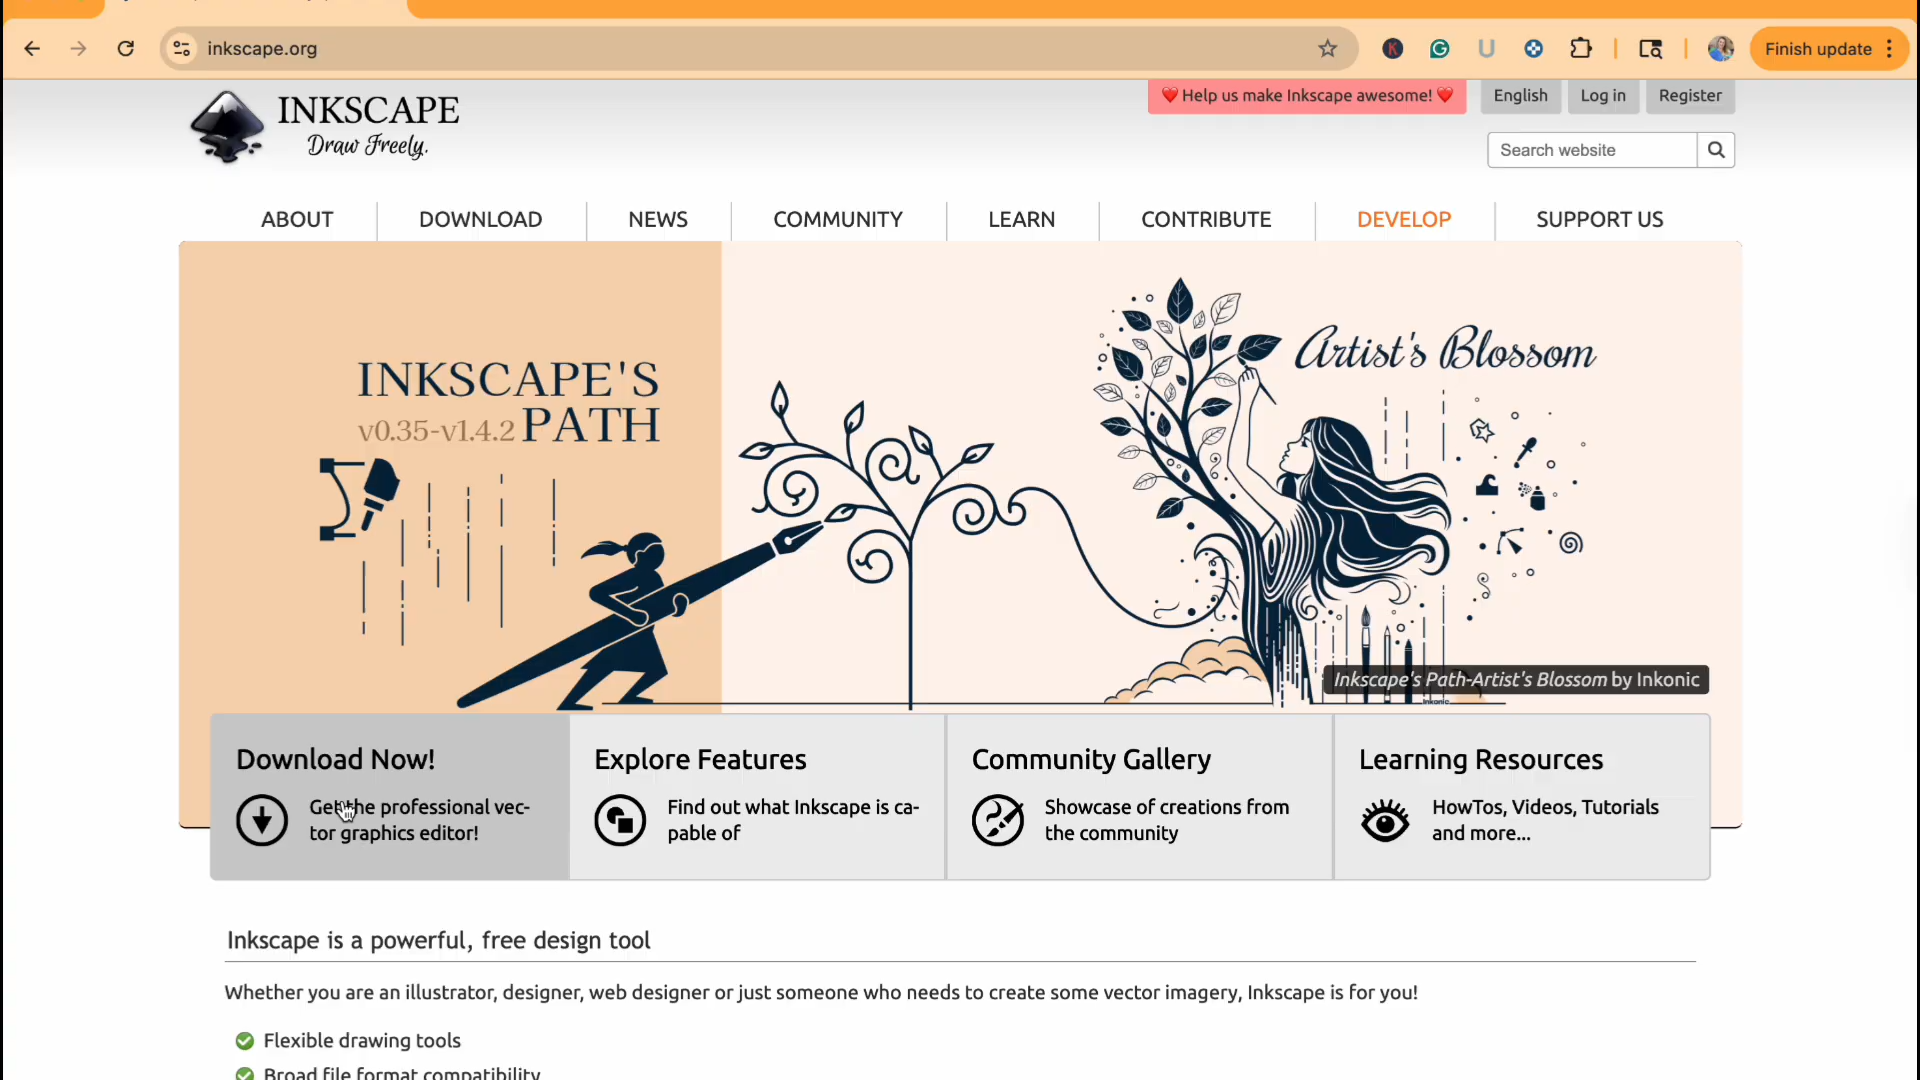 inkscape.org
Finish update
❤ Help us make Inkscape awesome! ❤
English
Log in
Register
INKSCAPE
Draw Freely.
Search website
ABOUT
DOWNLOAD
NEWS
COMMUNITY
LEARN
CONTRIBUTE
DEVELOP
SUPPORT US
INKSCAPE'S
v0.35-v1.4.2 PATH
Artist's Blossom
Inkscape's Path-Artist's Blossom by Inkonic
Inkonic
Download Now!
Get the professional vec-
tor graphics editor!
Explore Features
Find out what Inkscape is ca-
pable of
Community Gallery
Showcase of creations from
the community
Learning Resources
HowTos, Videos, Tutorials
and more...
Inkscape is a powerful, free design tool
Whether you are an illustrator, designer, web designer or just someone who needs to create some vector imagery, Inkscape is for you!
Flexible drawing tools
Broad file format compatibility